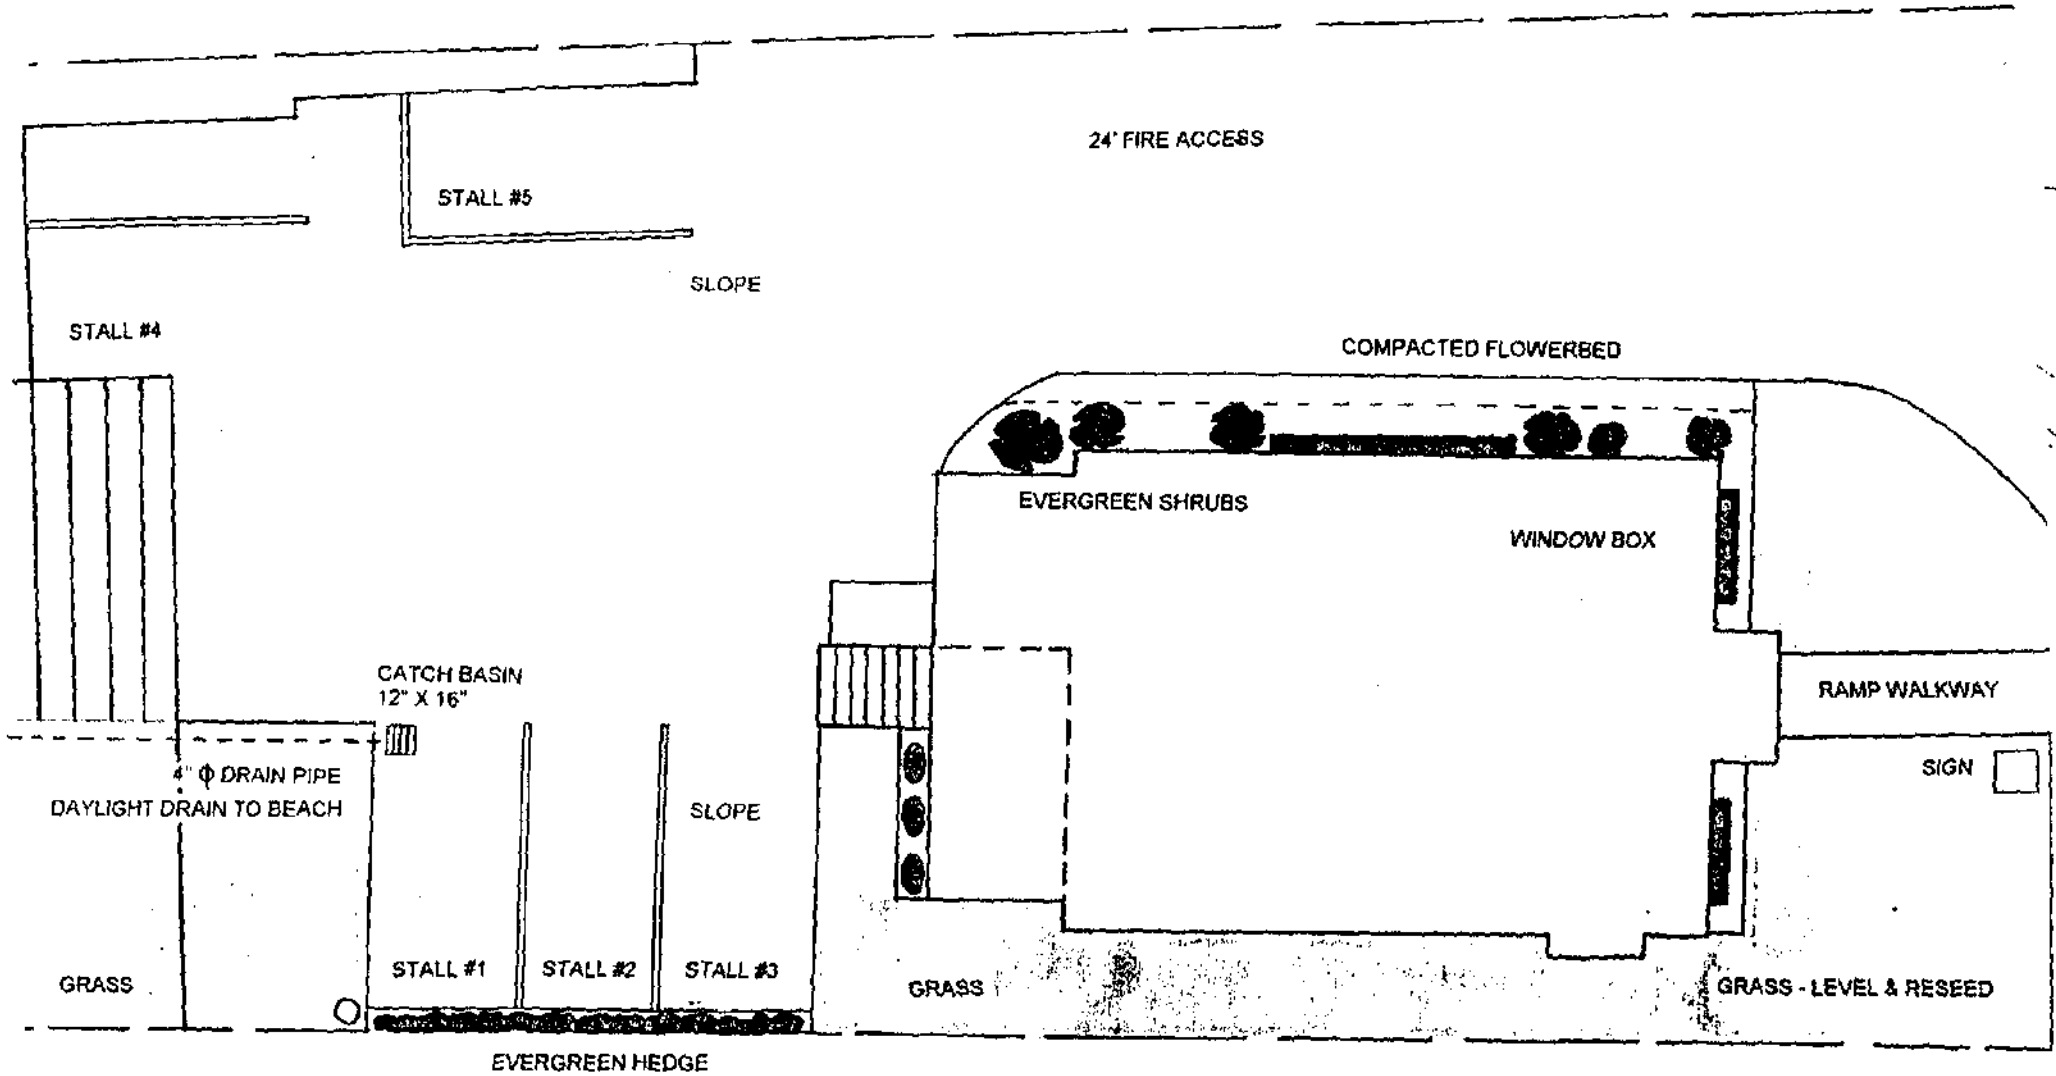 24' FIRE ACCESS
STALL #5
SLOPE
STALL #4
COMPACTED FLOWERBED
EVERGREEN SHRUBS
WINDOW BOX
CATCH BASIN
12" X 16"
RAMP WALKWAY
4" ϕ DRAIN PIPE
DAYLIGHT DRAIN TO BEACH
SLOPE
SIGN
STALL #1
STALL #2
STALL #3
GRASS
GRASS
GRASS - LEVEL & RESEED
EVERGREEN HEDGE